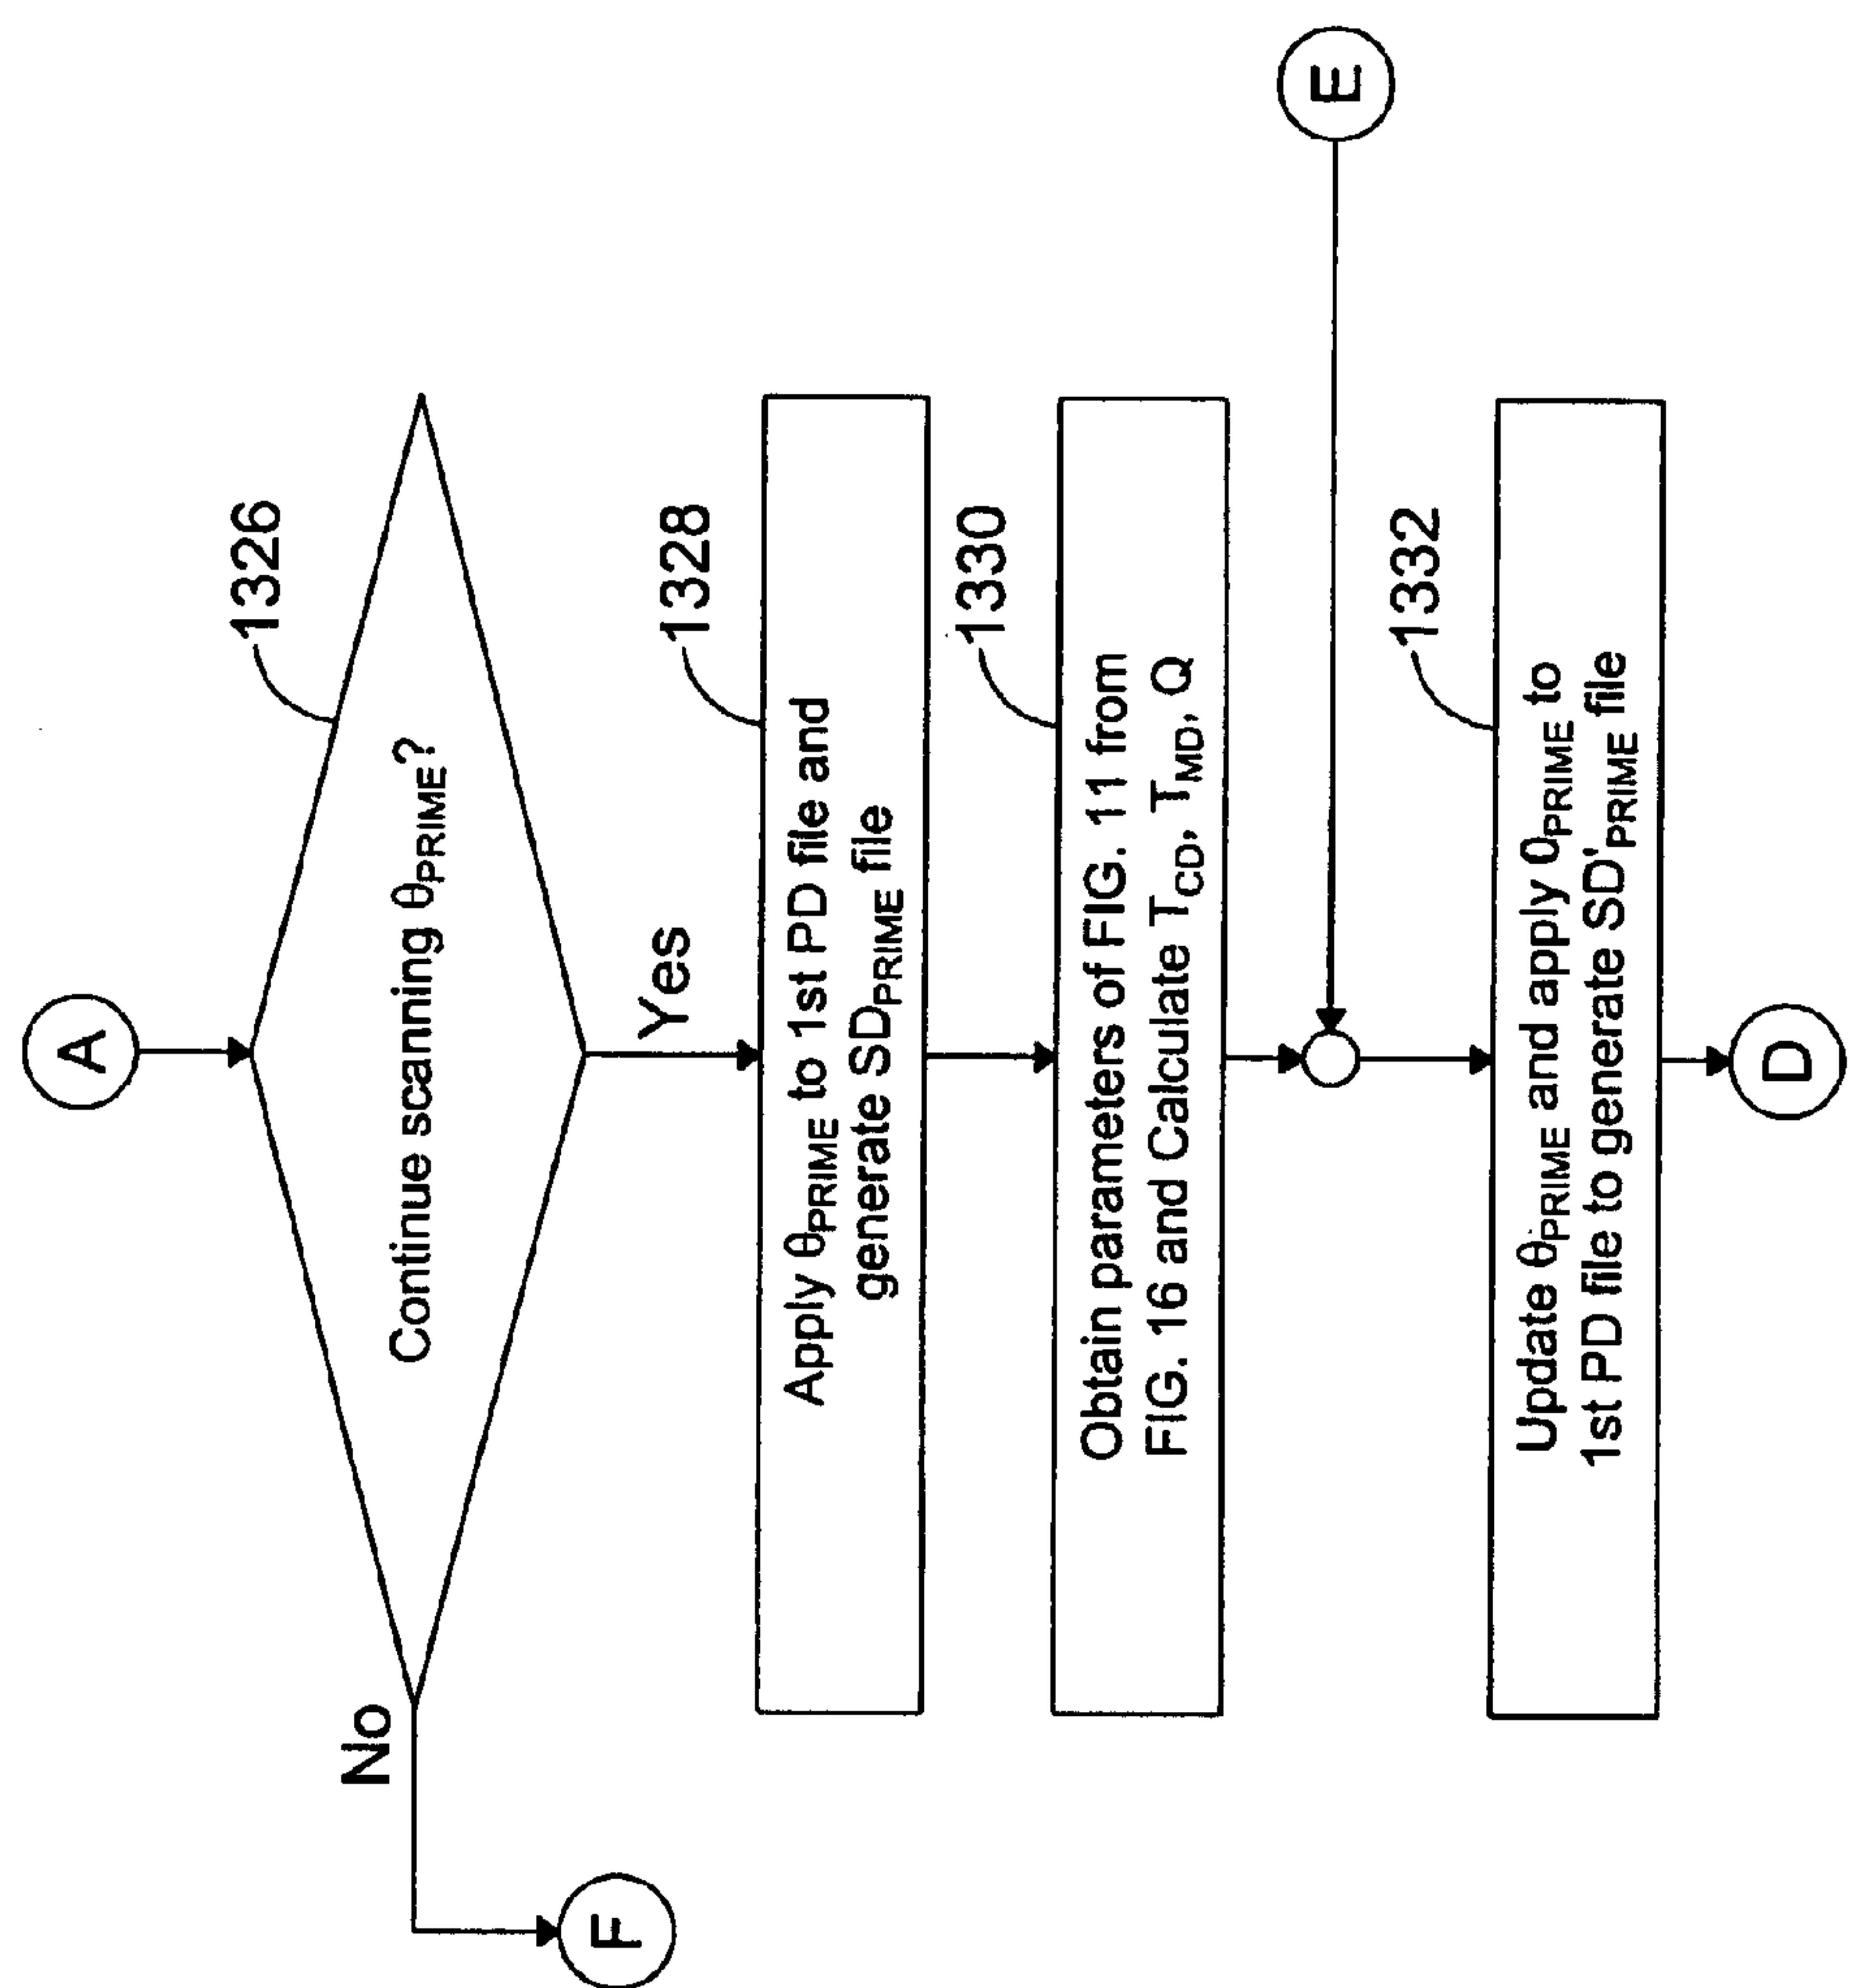 A
1326
Continue scanning θPRIME?
No
F
Yes
1328
Apply θPRIME to 1st PD file and
generate SDPRIME file
1330
Obtain parameters of FIG. 11 from
FIG. 16 and Calculate TCD, TMD, Q
E
1332
Update θPRIME and apply θPRIME to
1st PD file to generate SD'PRIME file
D